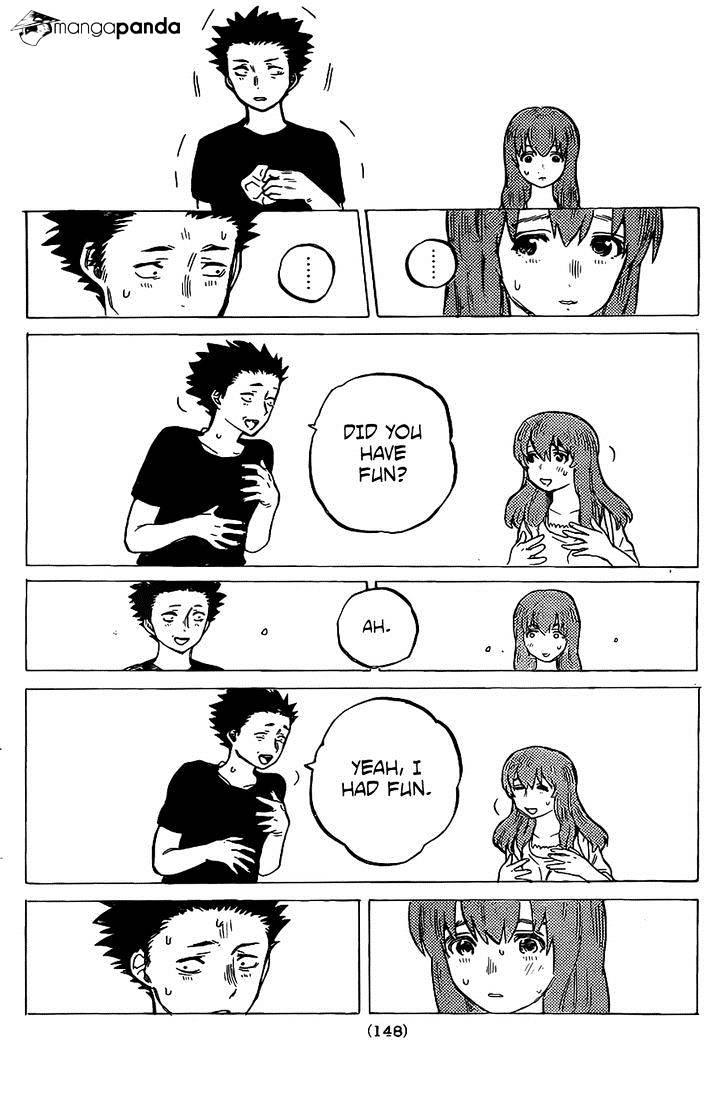 mangapanda
........
........
DID YOU
HAVE
FUN?
AH.
YEAH, I
HAD FUN.
(148)